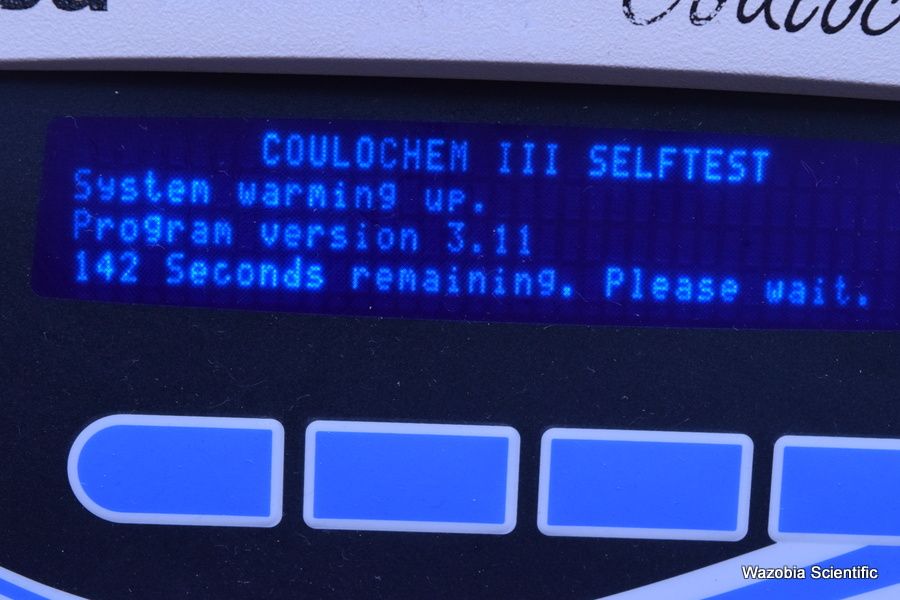 COULOCHEM III SELFTEST
System warming up.
Program version 3.11
142 Seconds remaining. Please wait.
Wazobia Scientific